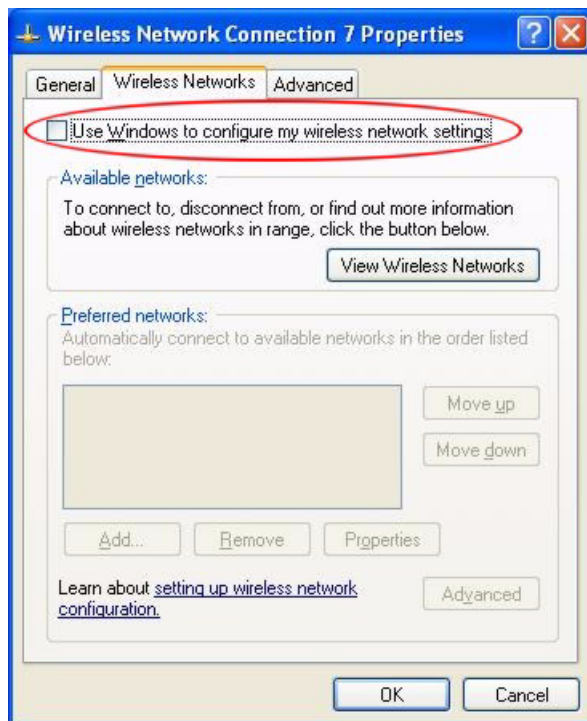 Wireless Network Connection 7 Properties
General Wireless Networks Advanced
Use Windows to configure my wireless network settings
Available networks:
To connect to, disconnect from, or find out more information
about wireless networks in range, click the button below.
View Wireless Networks
Preferred networks:
Automatically connect to available networks in the order listed
below:
Move up
Move down
Add... Remove Properties
Learn about setting up wireless network
configuration.
Advanced
OK Cancel